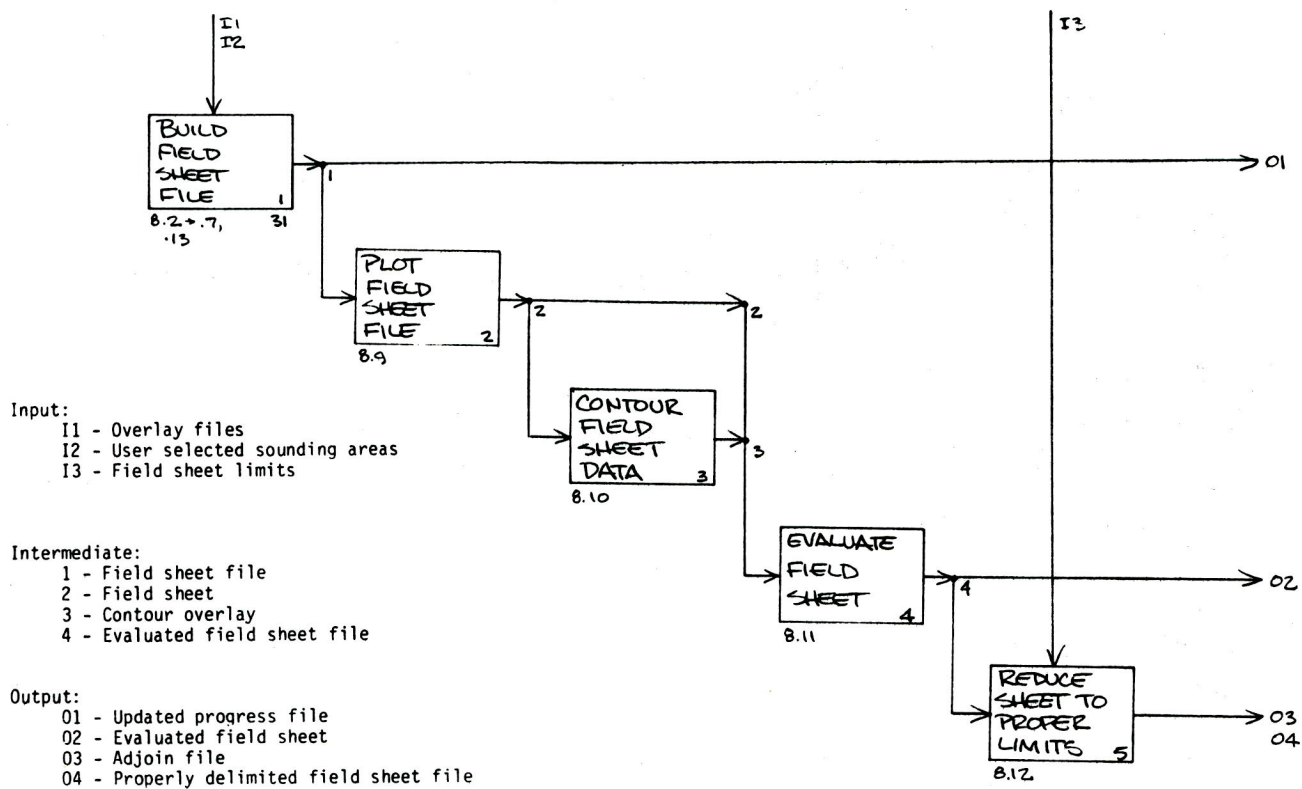 I1
I2
I3
BUILD
FIELD
SHEET
FILE 1
8.2→.7, 31
.13
1
O1
PLOT
FIELD
SHEET
FILE 2
8.9
2
2
CONTOUR
FIELD
SHEET
DATA 3
8.10
3
Input:
I1 - Overlay files
I2 - User selected sounding areas
I3 - Field sheet limits
EVALUATE
FIELD
SHEET 4
8.11
4
O2
Intermediate:
1 - Field sheet file
2 - Field sheet
3 - Contour overlay
4 - Evaluated field sheet file
REDUCE
SHEET TO
PROPER
LIMITS 5
8.12
O3
O4
Output:
O1 - Updated progress file
O2 - Evaluated field sheet
O3 - Adjoin file
O4 - Properly delimited field sheet file